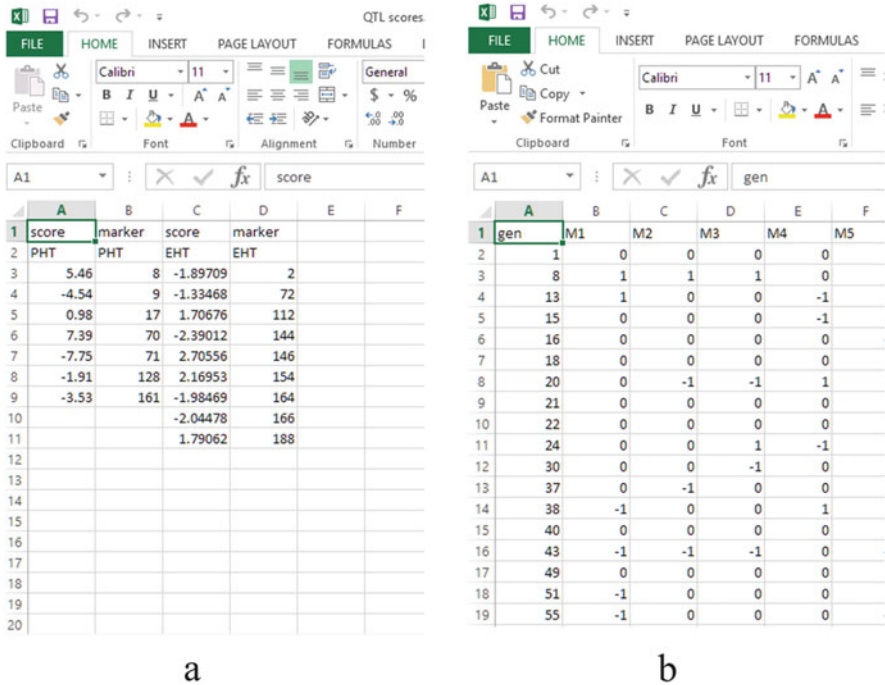 QTL scores.
FILE HOME INSERT PAGE LAYOUT FORMULAS
Calibri 11 General
Paste
B I U A A $ %
Clipboard Font Alignment Number
A1 fx score
A B C D E F
1 score marker score marker
2 PHT PHT EHT EHT
3 5.46 8 -1.89709 2
4 -4.54 9 -1.33468 72
5 0.98 17 1.70676 112
6 7.39 70 -2.39012 144
7 -7.75 71 2.70556 146
8 -1.91 128 2.16953 154
9 -3.53 161 -1.98469 164
10 -2.04478 166
11 1.79062 188
12
13
14
15
16
17
18
19
20
a
FILE HOME INSERT PAGE LAYOUT FORMULAS
Cut
Copy
Format Painter
Paste
Calibri 11 A A
B I U A
Clipboard Font
A1 fx gen
A B C D E F
1 gen M1 M2 M3 M4 M5
2 1 0 0 0 0
3 8 1 1 1 0
4 13 1 0 0 -1
5 15 0 0 0 -1
6 16 0 0 0 0
7 18 0 0 0 0
8 20 0 -1 -1 1
9 21 0 0 0 0
10 22 0 0 0 0
11 24 0 0 1 -1
12 30 0 0 -1 0
13 37 0 -1 0 0
14 38 -1 0 0 1
15 40 0 0 0 0
16 43 -1 -1 -1 0
17 49 0 0 0 0
18 51 -1 0 0 0
19 55 -1 0 0 0
b